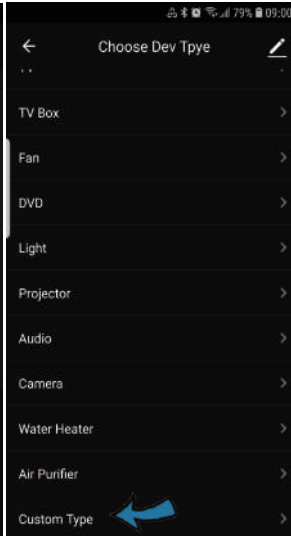 79% 09:00
Choose Dev Tpye
TV Box
Fan
DVD
Light
Projector
Audio
Camera
Water Heater
Air Purifier
Custom Type